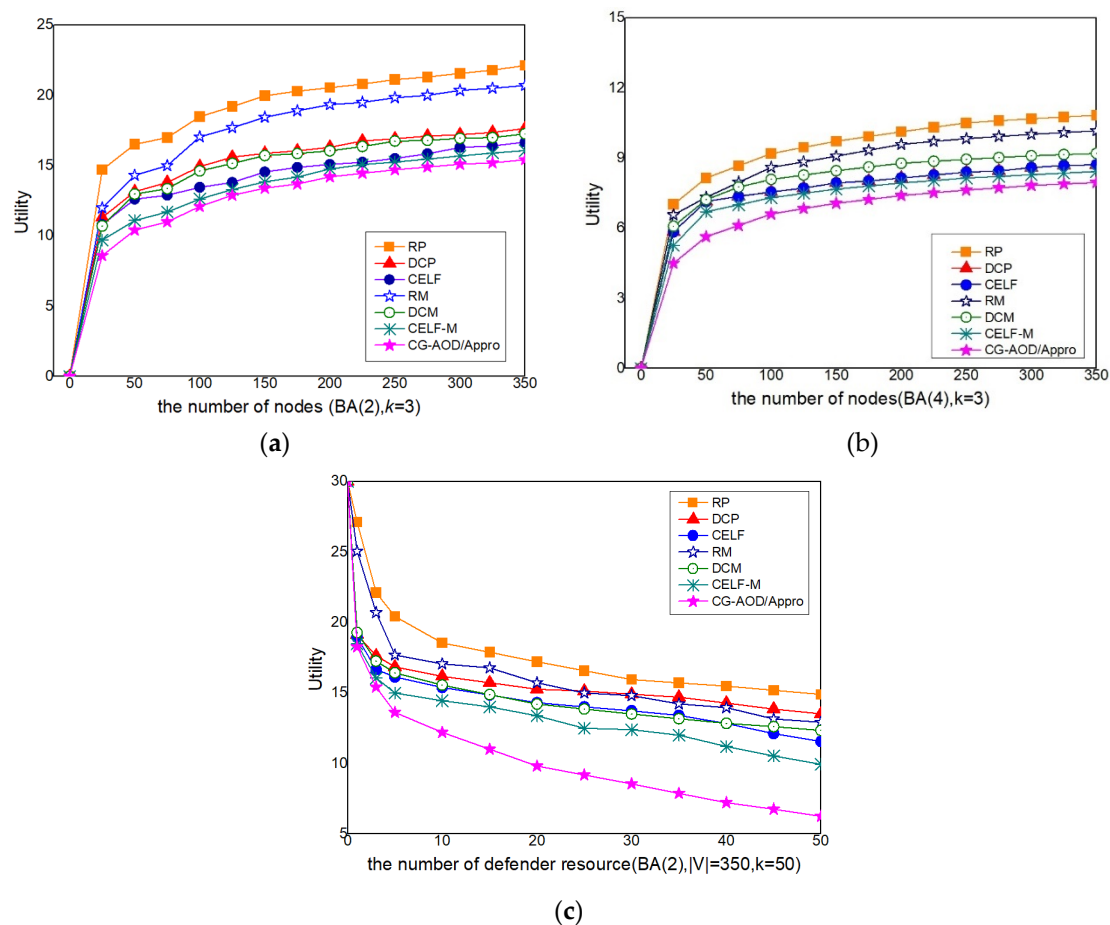 25
20
15
10
5
0
Utility
RP
DCP
CELF
RM
DCM
CELF-M
CG-AOD/Appro
0 50 100 150 200 250 300 350
the number of nodes (BA(2),k=3)
(a)
15
12
9
6
3
0
Utility
RP
DCP
CELF
RM
DCM
CELF-M
CG-AOD/Appro
0 50 100 150 200 250 300 350
the number of nodes(BA(4),k=3)
(b)
30
25
20
15
10
5
Utility
RP
DCP
CELF
RM
DCM
CELF-M
CG-AOD/Appro
0 10 20 30 40 50
the number of defender resource(BA(2),|V|=350,k=50)
(c)